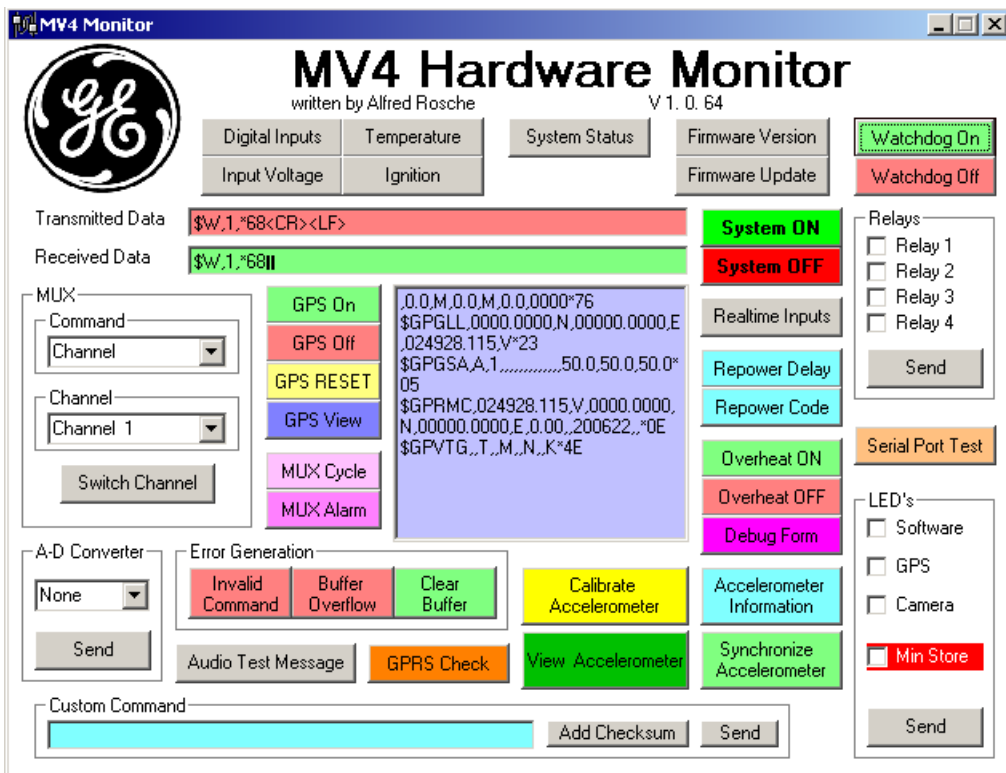 MV4 Monitor
GE
MV4 Hardware Monitor
written by Alfred Rosche
V 1. 0. 64
Digital Inputs
Temperature
System Status
Firmware Version
Watchdog On
Input Voltage
Ignition
Firmware Update
Watchdog Off
Transmitted Data
$W,1,*68<CR><LF>
System ON
Received Data
$W,1,*68
System OFF
Relays
Relay 1
Relay 2
Relay 3
Relay 4
Send
MUX
Command
Channel
Channel
Channel 1
Switch Channel
GPS On
GPS Off
GPS RESET
GPS View
MUX Cycle
MUX Alarm
,0.0,M,0.0,M,0.0,0000*76
$GPGLL,0000.0000,N,00000.0000,E
,024928.115,V*23
$GPGSA,A,1,,,,,,,,,,,,,50.0,50.0,50.0*
05
$GPRMC,024928.115,V,0000.0000,
N,00000.0000,E,0.00,,200622,,*0E
$GPVTG,,T,,M,,N,,K*4E
Realtime Inputs
Repower Delay
Repower Code
Overheat ON
Overheat OFF
Debug Form
Serial Port Test
LED's
Software
GPS
Camera
Min Store
Send
A-D Converter
None
Send
Error Generation
Invalid
Command
Buffer
Overflow
Clear
Buffer
Calibrate
Accelerometer
Accelerometer
Information
Audio Test Message
GPRS Check
View Accelerometer
Synchronize
Accelerometer
Custom Command
Add Checksum
Send